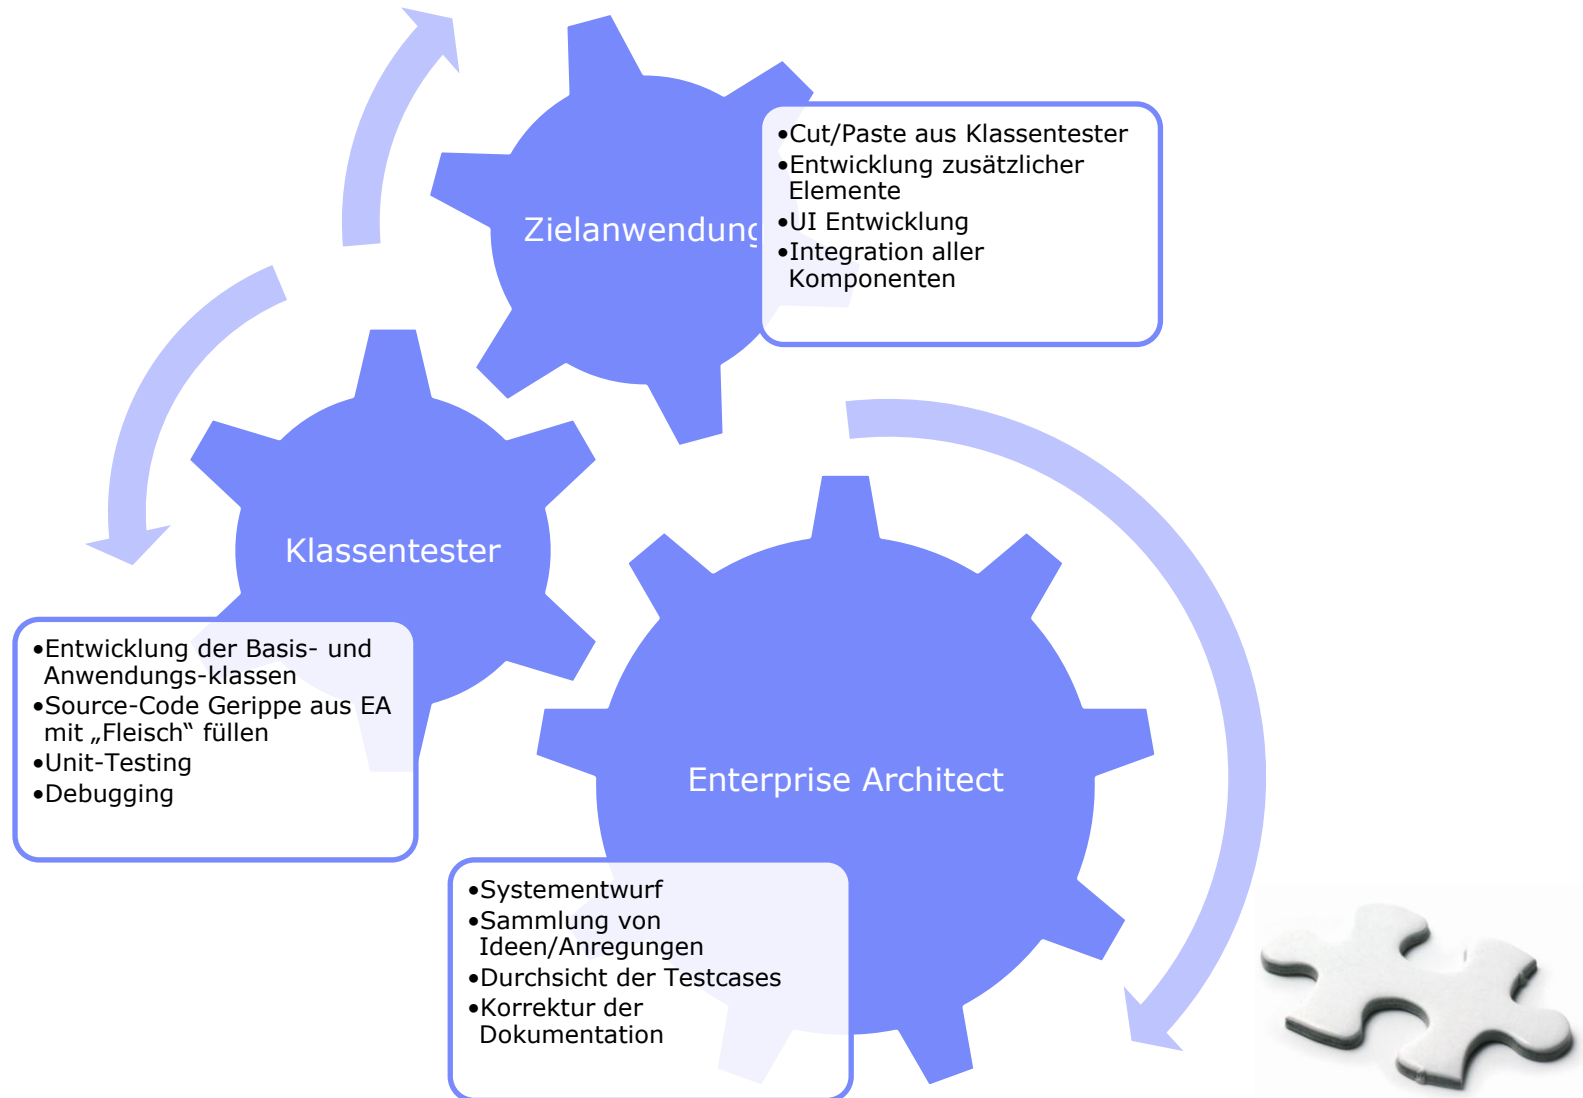 Zielanwendung
•Cut/Paste aus Klassentester
•Entwicklung zusätzlicher
Elemente
•UI Entwicklung
•Integration aller
Komponenten
Klassentester
•Entwicklung der Basis- und
Anwendungs-klassen
•Source-Code Gerippe aus EA
mit „Fleisch“ füllen
•Unit-Testing
•Debugging
Enterprise Architect
•Systementwurf
•Sammlung von
Ideen/Anregungen
•Durchsicht der Testcases
•Korrektur der
Dokumentation